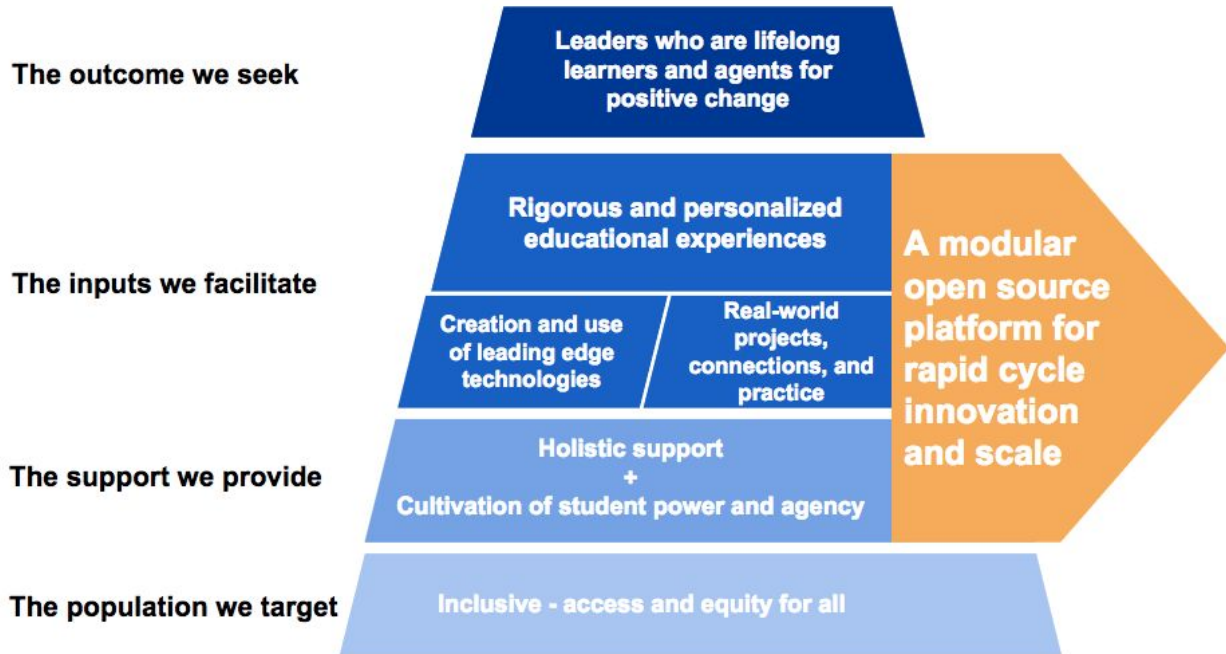 The outcome we seek
Leaders who are lifelong
learners and agents for
positive change
The inputs we facilitate
Rigorous and personalized
educational experiences
Creation and use
of leading edge
technologies
Real-world
projects,
connections, and
practice
A modular
open source
platform for
rapid cycle
innovation
and scale
The support we provide
Holistic support
+
Cultivation of student power and agency
The population we target
Inclusive - access and equity for all